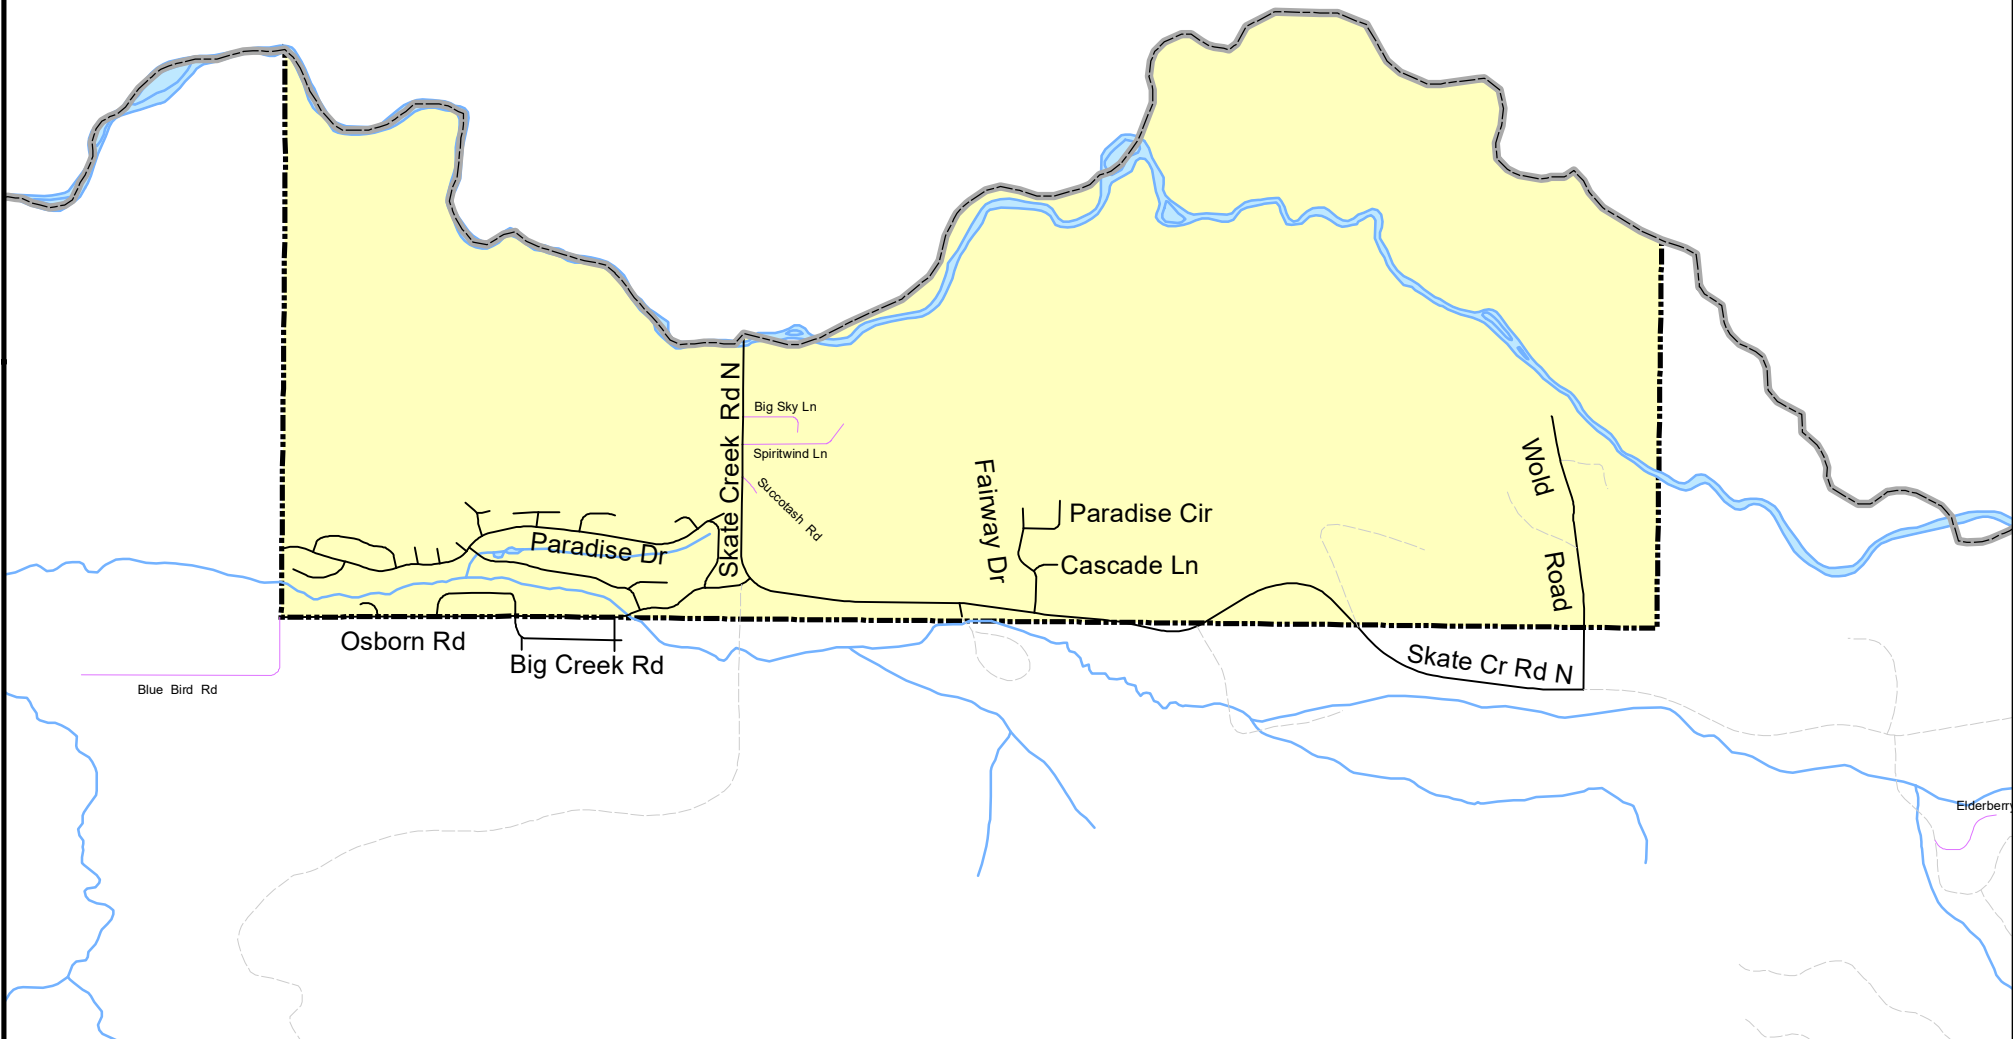 Skate Creek Rd N
Big Sky Ln
Spiritwind Ln
Succotash Rd
Fairway Dr
Paradise Cir
Cascade Ln
Wold
Road
Paradise Dr
Osborn Rd
Big Creek Rd
Skate Cr Rd N
Blue Bird Rd
Elderberry